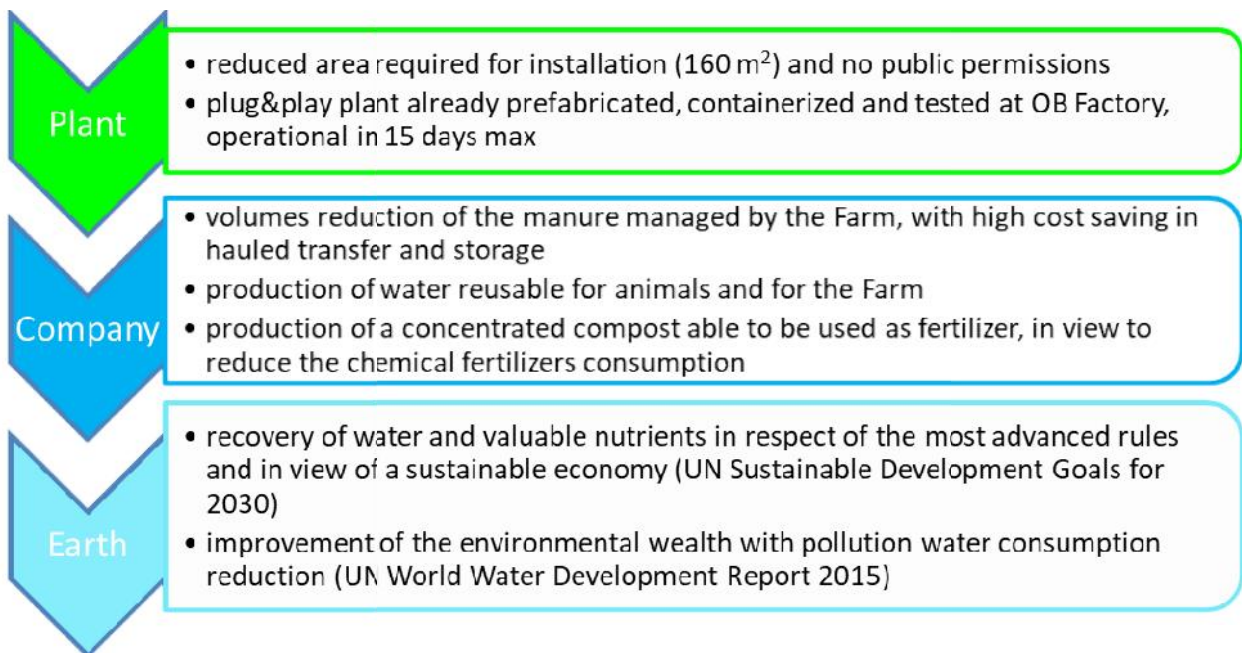 Plant
• reduced area required for installation (160 m²) and no public permissions
• plug&play plant already prefabricated, containerized and tested at OB Factory,
operational in 15 days max
Company
• volumes reduction of the manure managed by the Farm, with high cost saving in
hauled transfer and storage
• production of water reusable for animals and for the Farm
• production of a concentrated compost able to be used as fertilizer, in view to
reduce the chemical fertilizers consumption
Earth
• recovery of water and valuable nutrients in respect of the most advanced rules
and in view of a sustainable economy (UN Sustainable Development Goals for
2030)
• improvement of the environmental wealth with pollution water consumption
reduction (UN World Water Development Report 2015)